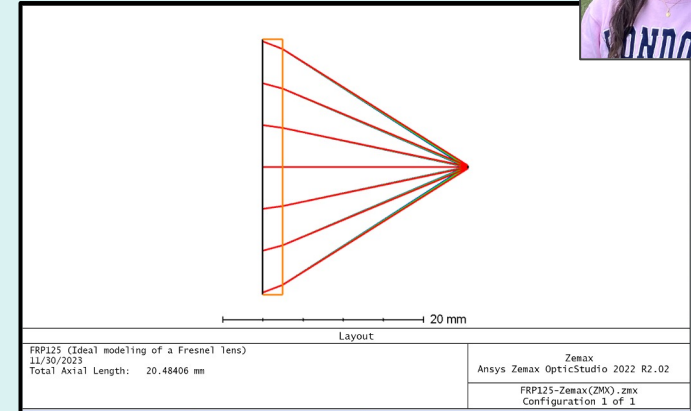 20 mm
Layout
FRP125 (Ideal modeling of a Fresnel lens)
11/30/2023
Total Axial Length: 20.48406 mm
Zemax
Ansys Zemax OpticStudio 2022 R2.02
FRP125-Zemax(ZMX).zmx
Configuration 1 of 1